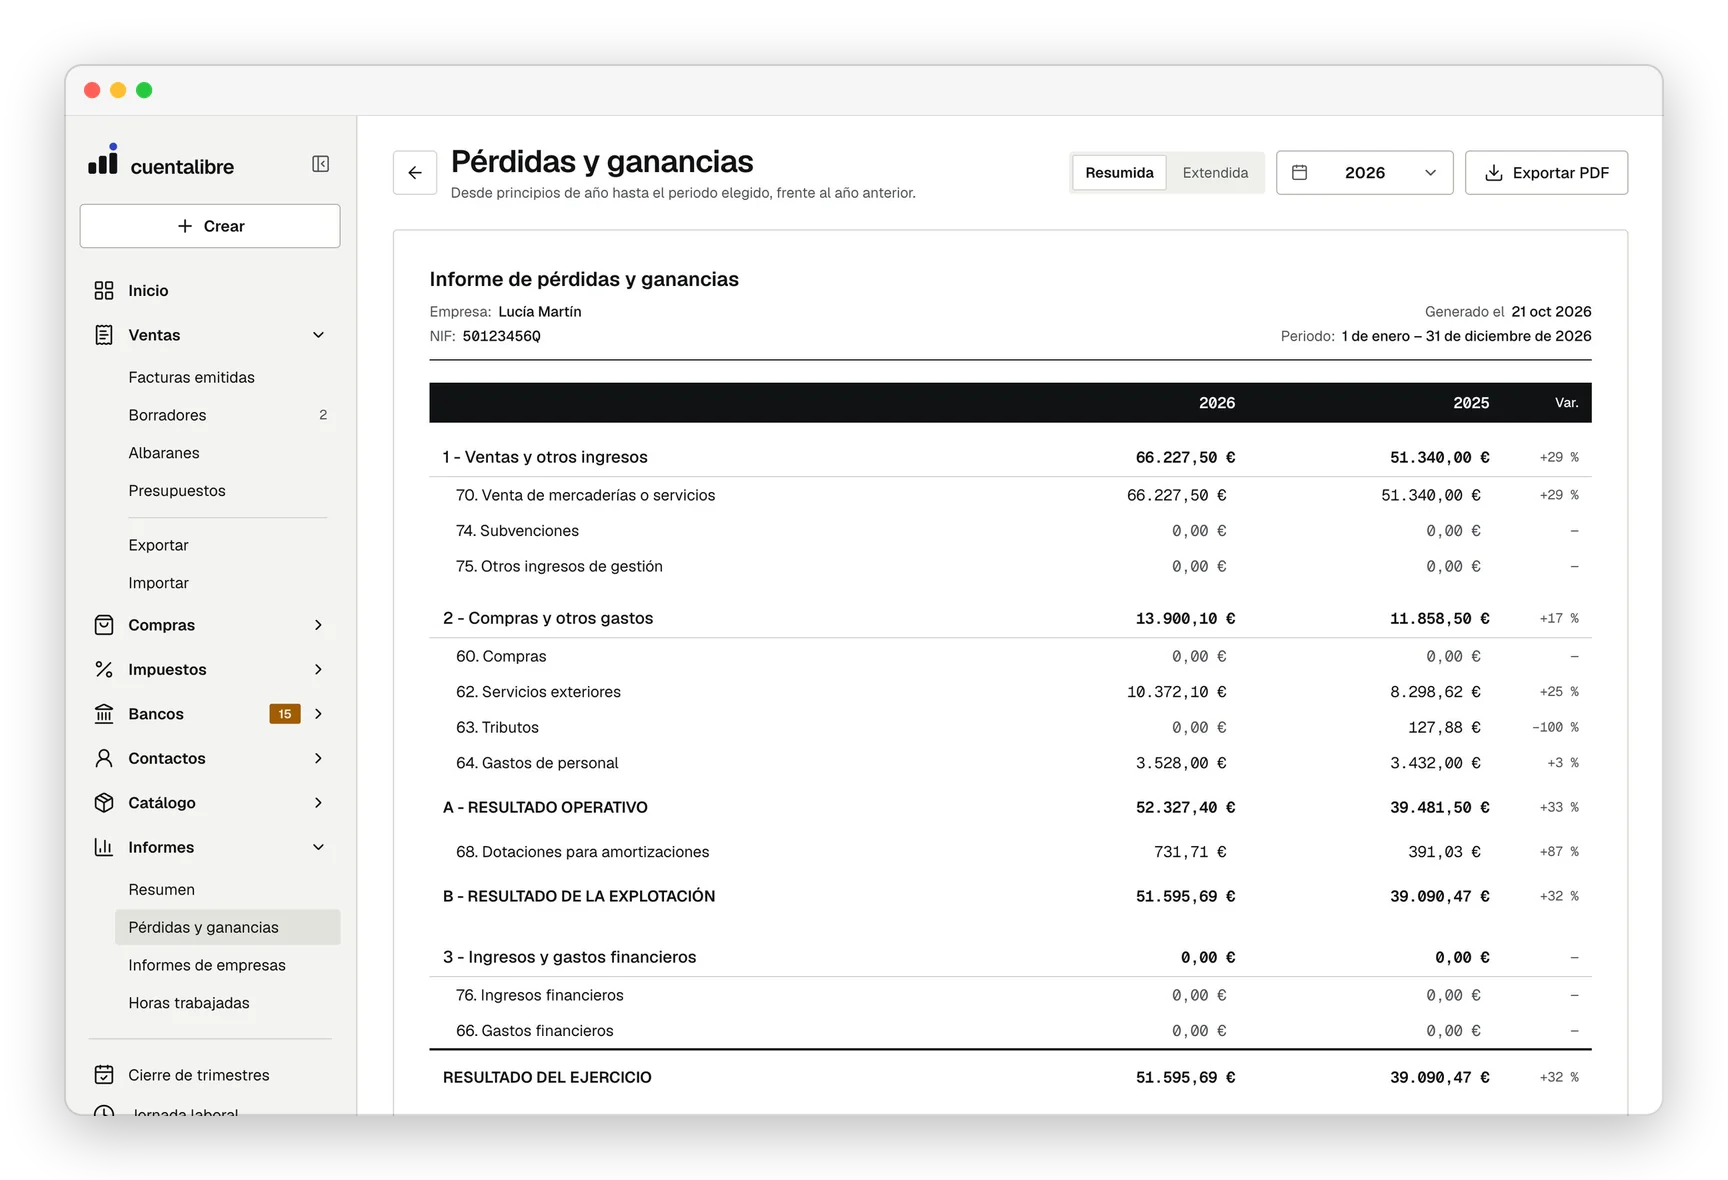 cuentalibre
Crear
Inicio
Ventas
Facturas emitidas
Borradores 2
Albaranes
Presupuestos
Exportar
Importar
Compras
Impuestos
Bancos 15
Contactos
Catálogo
Informes
Resumen
Pérdidas y ganancias
Informes de empresas
Horas trabajadas
Cierre de trimestres
Jornada laboral
Pérdidas y ganancias
Desde principios de año hasta el periodo elegido, frente al año anterior.
Resumida Extendida 2026 Exportar PDF
Informe de pérdidas y ganancias
Empresa: Lucía Martín Generado el 21 oct 2026
NIF: 50123456Q Periodo: 1 de enero – 31 de diciembre de 2026
2026 2025 Var.
1 - Ventas y otros ingresos 66.227,50 € 51.340,00 € +29 %
70. Venta de mercaderías o servicios 66.227,50 € 51.340,00 € +29 %
74. Subvenciones 0,00 € 0,00 € –
75. Otros ingresos de gestión 0,00 € 0,00 € –
2 - Compras y otros gastos 13.900,10 € 11.858,50 € +17 %
60. Compras 0,00 € 0,00 € –
62. Servicios exteriores 10.372,10 € 8.298,62 € +25 %
63. Tributos 0,00 € 127,88 € −100 %
64. Gastos de personal 3.528,00 € 3.432,00 € +3 %
A - RESULTADO OPERATIVO 52.327,40 € 39.481,50 € +33 %
68. Dotaciones para amortizaciones 731,71 € 391,03 € +87 %
B - RESULTADO DE LA EXPLOTACIÓN 51.595,69 € 39.090,47 € +32 %
3 - Ingresos y gastos financieros 0,00 € 0,00 € –
76. Ingresos financieros 0,00 € 0,00 € –
66. Gastos financieros 0,00 € 0,00 € –
RESULTADO DEL EJERCICIO 51.595,69 € 39.090,47 € +32 %